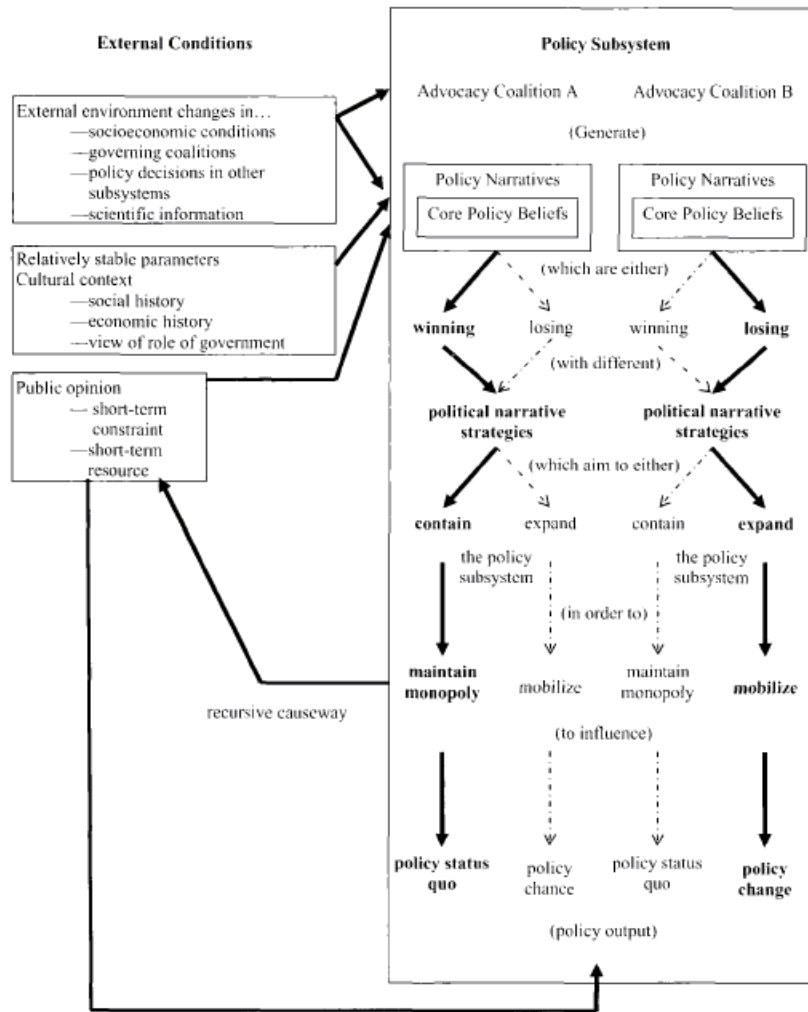 External Conditions
External environment changes in…
—socioeconomic conditions
—governing coalitions
—policy decisions in other
subsystems
—scientific information
Relatively stable parameters
Cultural context
—social history
—economic history
—view of role of government
Public opinion
— short-term
constraint
—short-term
resource
recursive causeway
Policy Subsystem
Advocacy Coalition A
Advocacy Coalition B
(Generate)
Policy Narratives
Policy Narratives
Core Policy Beliefs
Core Policy Beliefs
(which are either)
winning
losing
winning
losing
(with different)
political narrative
strategies
political narrative
strategies
(which aim to either)
contain
expand
contain
expand
the policy
subsystem
the policy
subsystem
(in order to)
maintain
monopoly
mobilize
maintain
monopoly
mobilize
(to influence)
policy status
quo
policy
chance
policy status
quo
policy
change
(policy output)